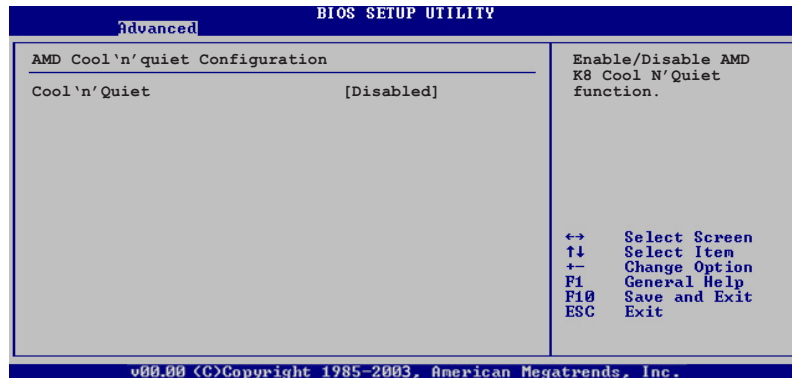 BIOS SETUP UTILITY
Advanced
AMD Cool`n'quiet Configuration
Cool`n'Quiet [Disabled]
Enable/Disable AMD
K8 Cool N'Quiet
function.
←→ Select Screen
↑↓ Select Item
+- Change Option
F1 General Help
F10 Save and Exit
ESC Exit
v00.00 (C)Copyright 1985-2003, American Megatrends, Inc.